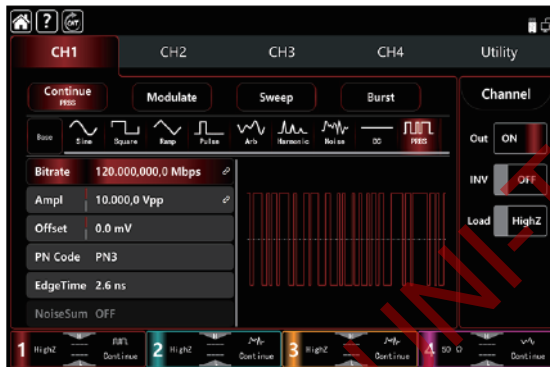 ?
CNT
CH1 CH2 CH3 CH4 Utility
Continue
PRBS
Modulate Sweep Burst Channel
Base Sine Square Ramp Pulse Arb Harmonic Noise DC PRBS
Out ON
Bitrate 120.000,000,0 Mbps
INV OFF
Ampl 10.000,0 Vpp
Offset 0.0 mV
Load HighZ
PN Code PN3
EdgeTime 2.6 ns
NoiseSum OFF
1 HighZ Continue 2 HighZ Continue 3 HighZ Continue 4 50 Ω Continue
UNI-T